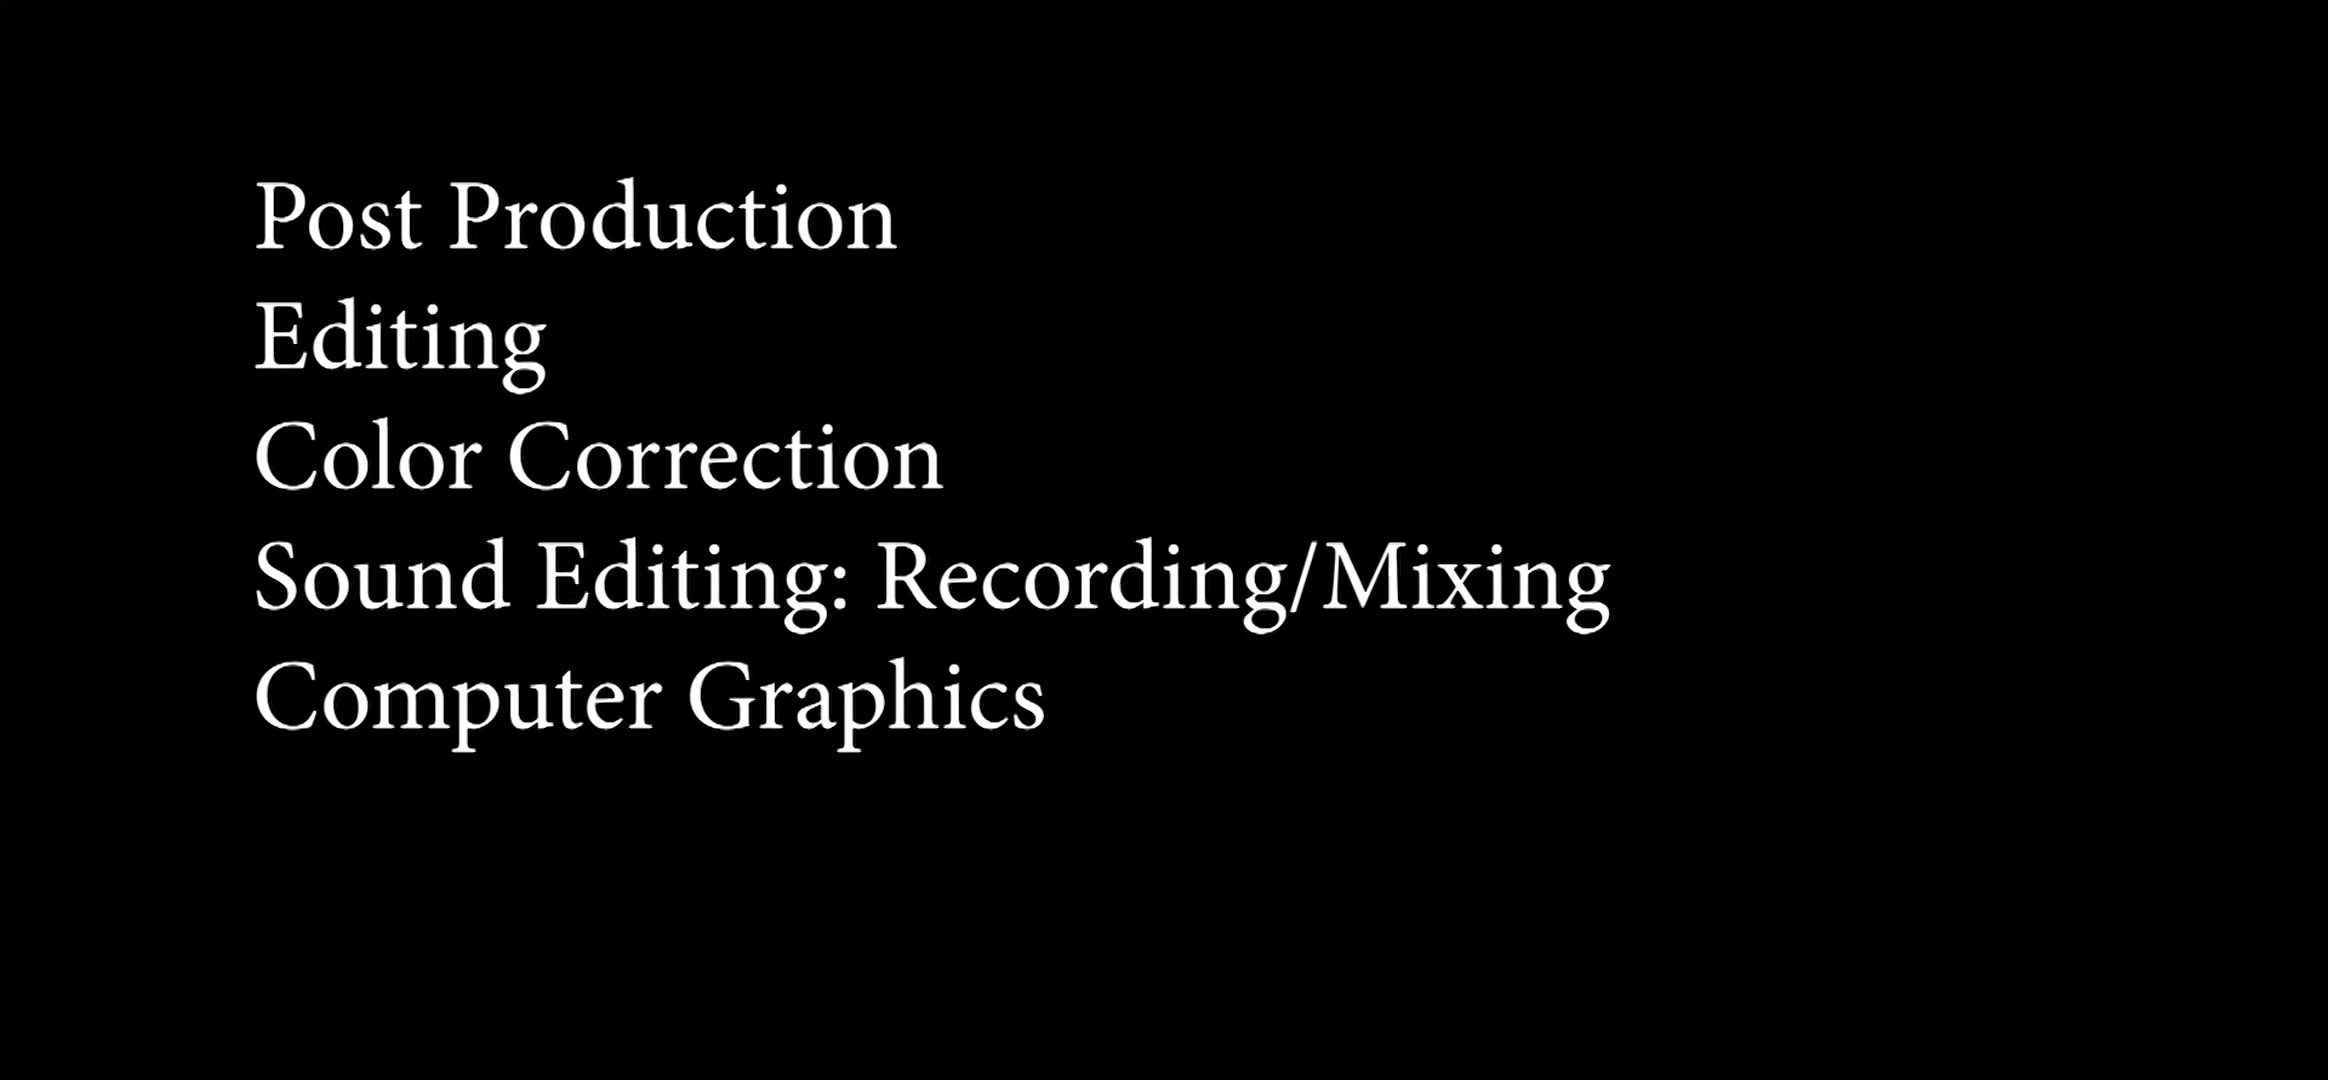 Post Production
Editing
Color Correction
Sound Editing: Recording/Mixing
Computer Graphics